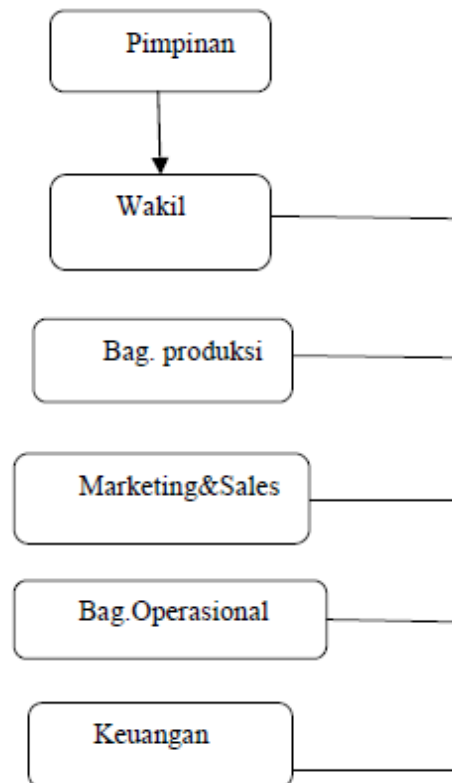 Pimpinan
Wakil
Bag. produksi
Marketing&Sales
Bag.Operasional
Keuangan